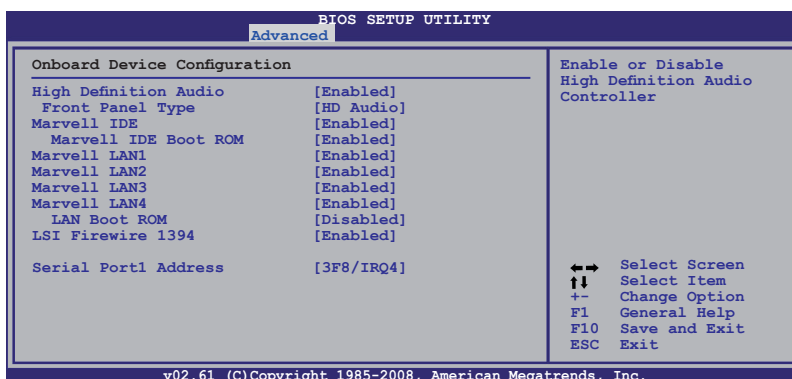 BIOS SETUP UTILITY
Advanced
Onboard Device Configuration
High Definition Audio [Enabled]
Front Panel Type [HD Audio]
Marvell IDE [Enabled]
Marvell IDE Boot ROM [Enabled]
Marvell LAN1 [Enabled]
Marvell LAN2 [Enabled]
Marvell LAN3 [Enabled]
Marvell LAN4 [Enabled]
LAN Boot ROM [Disabled]
LSI Firewire 1394 [Enabled]
Serial Port1 Address [3F8/IRQ4]
Enable or Disable
High Definition Audio
Controller
←→ Select Screen
↑↓ Select Item
+- Change Option
F1 General Help
F10 Save and Exit
ESC Exit
v02.61 (C)Copyright 1985-2008, American Megatrends, Inc.